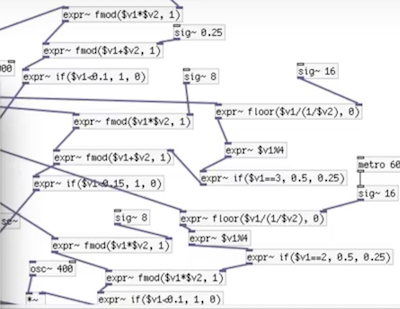 expr~ fmod($v1*$v2, 1)
sig~ 0.25
expr~ fmod($v1+$v2, 1)
00
expr~ if($v1<0.1, 1, 0)
sig~ 8
sig~ 16
expr~ floor($v1/(1/$v2), 0)
expr~ fmod($v1*$v2, 1)
expr~ $v1%4
expr~ fmod($v1+$v2, 1)
metro 60
expr~ if($v1==3, 0.5, 0.25)
expr~ if($v1<0.15, 1, 0)
sig~ 16
sig~ 8
expr~ floor($v1/(1/$v2), 0)
expr~ $v1%4
expr~ fmod($v1*$v2, 1)
expr~ if($v1==2, 0.5, 0.25)
osc~ 400
expr~ fmod($v1*$v2, 1)
*~
expr~ if($v1<0.1, 1, 0)